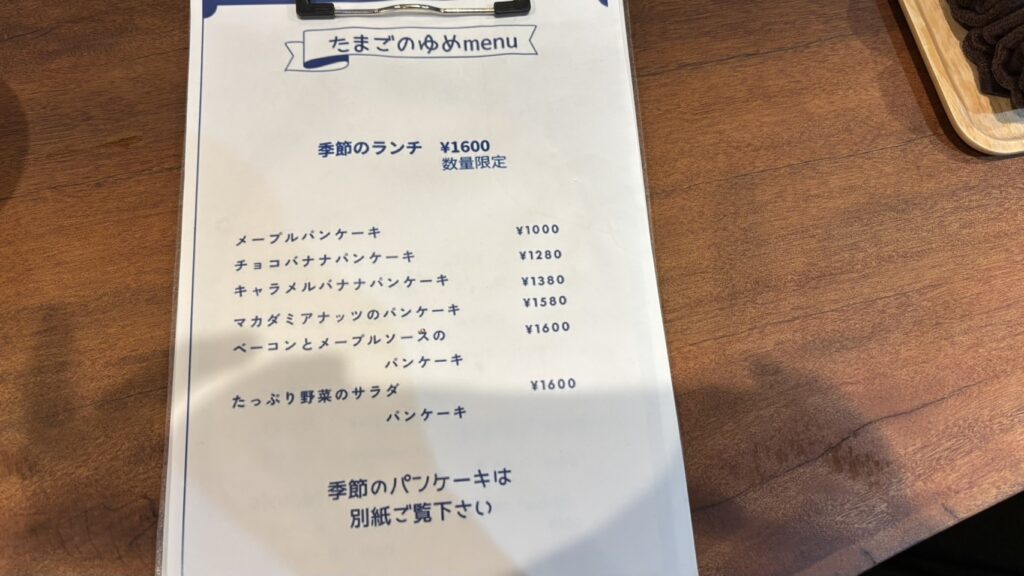 たまごのゆめmenu
季節のランチ ¥1600
数量限定
メープルパンケーキ ¥1000
チョコバナナパンケーキ ¥1280
キャラメルバナナパンケーキ ¥1380
マカダミアナッツのパンケーキ ¥1580
ベーコンとメープルソースの ¥1600
パンケーキ
たっぷり野菜のサラダ ¥1600
パンケーキ
季節のパンケーキは
別紙ご覧下さい